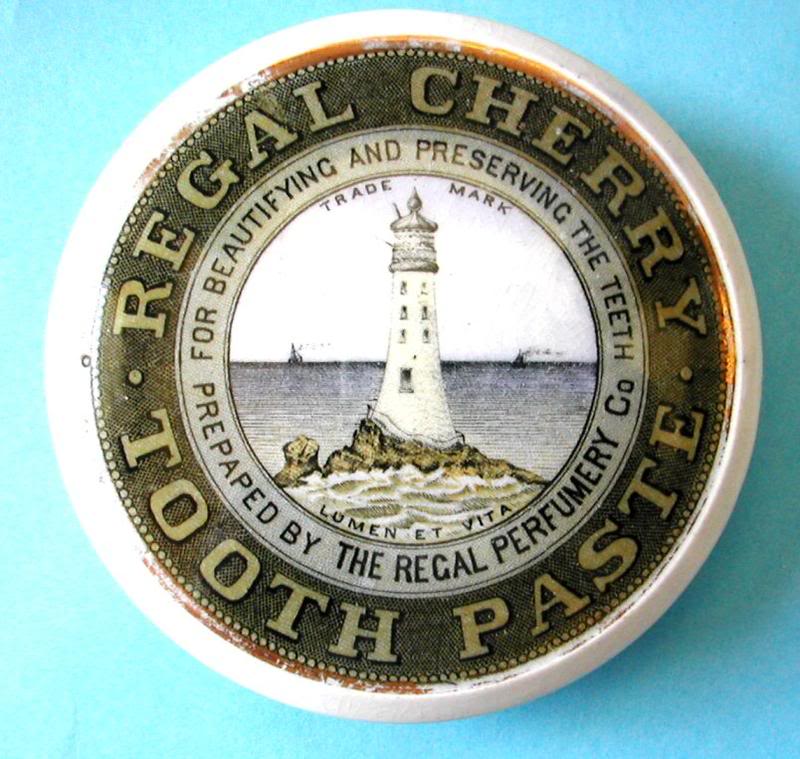 REGAL CHERRY
· TOOTH PASTE ·
FOR BEAUTIFYING AND PRESERVING THE TEETH
PREPAPED BY THE REGAL PERFUMERY Co
TRADE MARK
LUMEN ET VITA